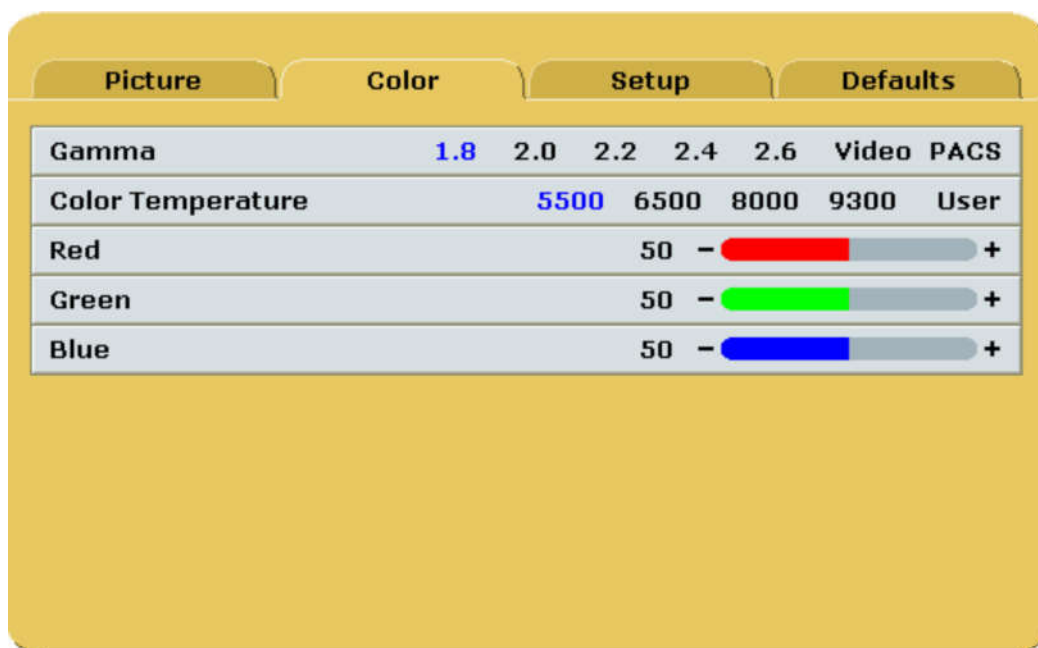 Picture Color Setup Defaults
Gamma 1.8 2.0 2.2 2.4 2.6 Video PACS
Color Temperature 5500 6500 8000 9300 User
Red 50 - +
Green 50 - +
Blue 50 - +